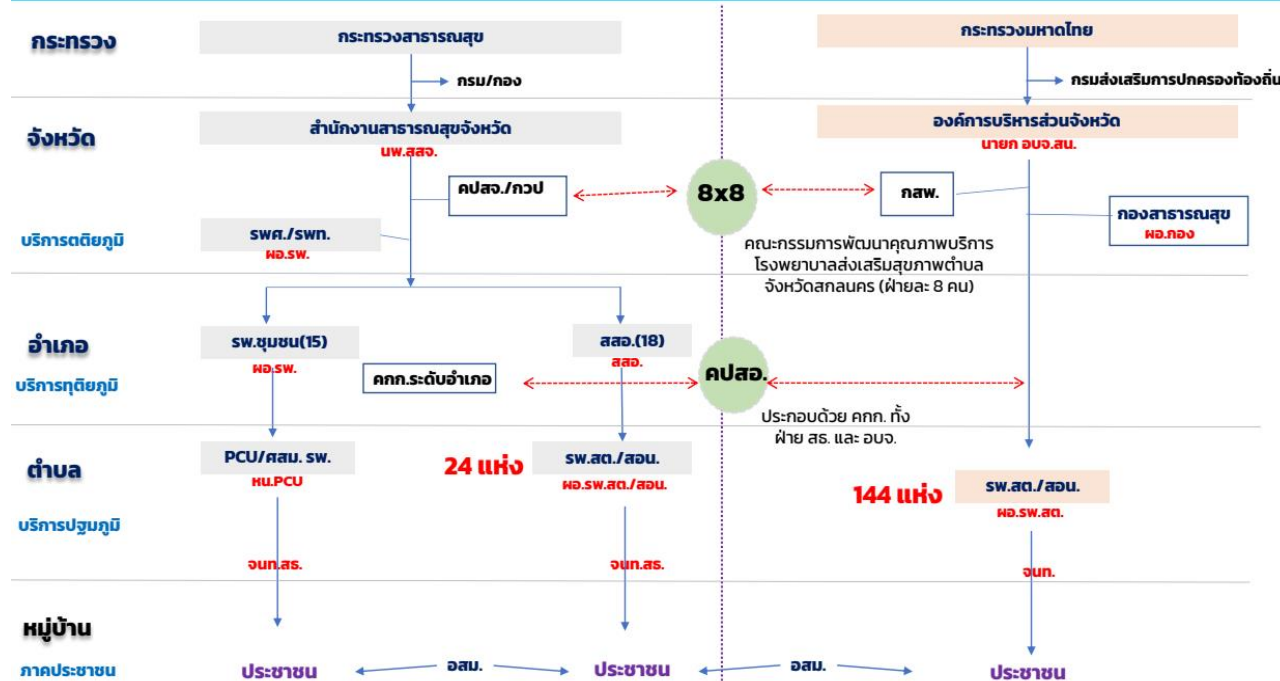 กระทรวง
กระทรวงสาธารณสุข
กระทรวงมหาดไทย
กรม/กอง
กรมส่งเสริมการปกครองท้องถิ่น
จังหวัด
สำนักงานสาธารณสุขจังหวัด
นพ.สสจ.
องค์การบริหารส่วนจังหวัด
นายก อบจ.สน.
คปสจ./กวป
8x8
กสพ.
กองสาธารณสุข
ผอ.กอง
บริการตติยภูมิ
รพศ./รพท.
ผอ.รพ.
คณะกรรมการพัฒนาคุณภาพบริการ
โรงพยาบาลส่งเสริมสุขภาพตำบล
จังหวัดสกลนคร (ฝ่ายละ 8 คน)
อำเภอ
รพ.ชุมชน(15)
ผอ.รพ.
สสอ.(18)
สสอ.
บริการทุติยภูมิ
คกก.ระดับอำเภอ
คปสอ.
ประกอบด้วย คกก. ทั้ง
ฝ่าย สธ. และ อบจ.
ตำบล
PCU/ศสม. รพ.
หน.PCU
24 แห่ง
รพ.สต./สอน.
ผอ.รพ.สต./สอน.
144 แห่ง
รพ.สต./สอน.
ผอ.รพ.สต.
บริการปฐมภูมิ
จนท.สธ.
จนท.สธ.
จนท.
หมู่บ้าน
ภาคประชาชน
ประชาชน
อสม.
ประชาชน
อสม.
ประชาชน